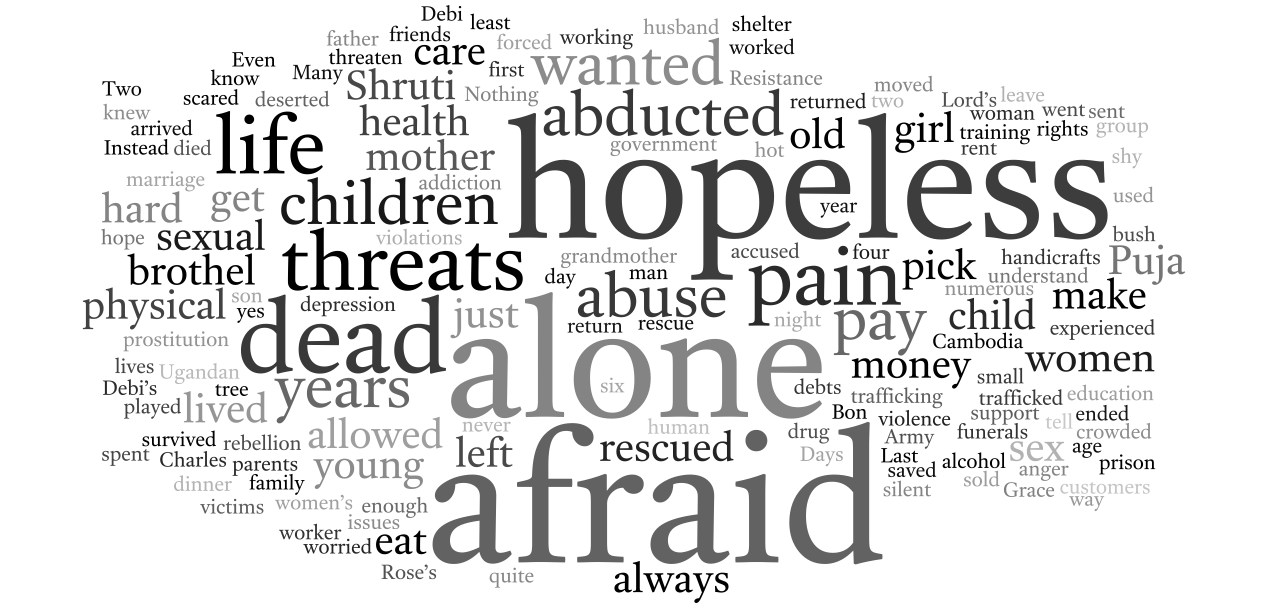 Debi least
father friends forced working husband shelter
Even threaten care first wanted worked
know Many Shruti Nothing Resistance moved
Two scared deserted abducted returned two Lord's leave
knew arrived life health government old girl woman went sent
Instead died mother hot hopeless training rights group
rent shy
marriage addiction
hard get children year used
hope sexual violations bush
brothel threats grandmother accused four pick handicrafts Puja
day man pain understand
physical son yes depression abuse numerous make
prostitution dead just return rescue night pay child experienced
Cambodia
lives Ugandan alone money women
Debi's tree years six debts small
played lived trafficking trafficked education
never human Bon violence support tell ended
survived rebellion allowed rescued drug Army funerals crowded
spent Charles parents young left Days Last sex age
dinner family afraid saved alcohol anger prison
victims women's enough silent sold Grace customers
way
worker issues
worried eat
Rose's quite always